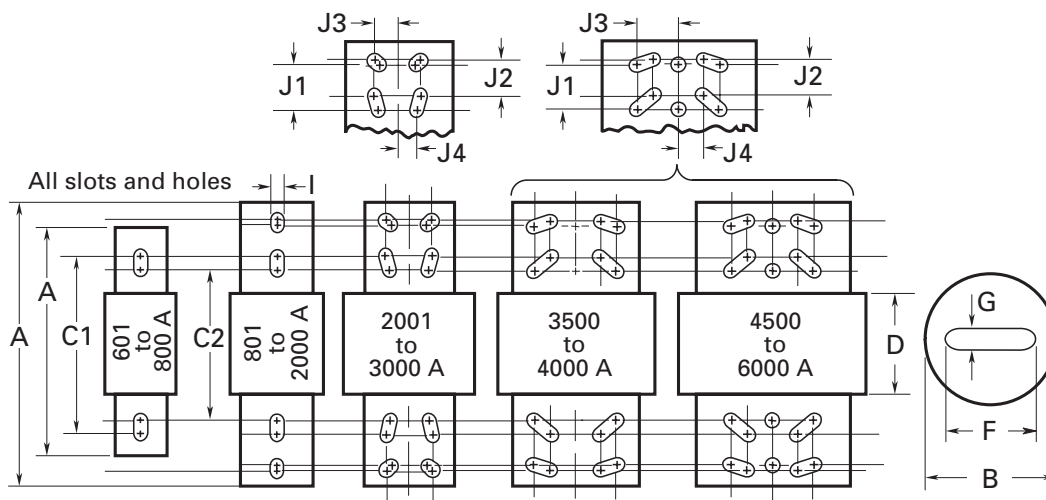 J3
J1
J2
J4
J3
J1
J2
J4
All slots and holes
I
A
A
C1
601
to
800 A
C2
801
to
2000 A
2001
to
3000 A
3500
to
4000 A
4500
to
6000 A
D
G
F
B